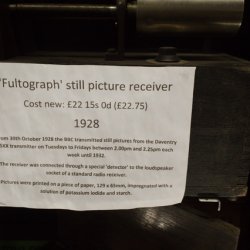 'Fultograph' still picture receiver
Cost new: £22 15s 0d (£22.75)
1928
From 30th October 1928 the BBC transmitted still pictures from the Daventry
5XX transmitter on Tuesdays to Fridays between 2.00pm and 2.25pm each
week until 1932.
The receiver was connected through a special 'detector' to the loudspeaker
socket of a standard radio receiver.
Pictures were printed on a piece of paper, 129 x 65mm, impregnated with a
solution of potassium iodide and starch.